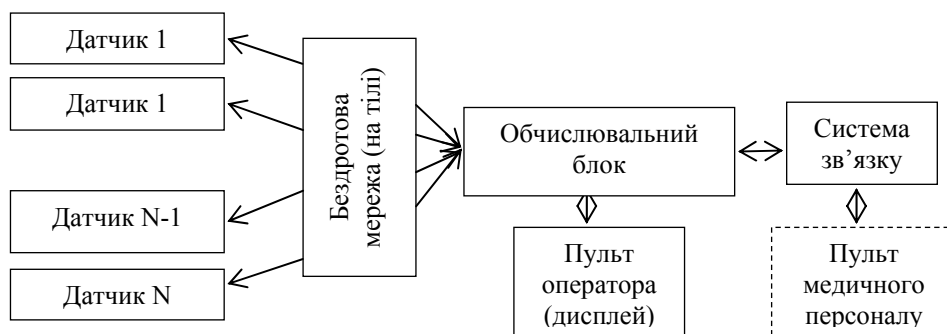 Датчик 1
Датчик 1
Датчик N-1
Датчик N
Бездротова
мережа (на тілі)
Обчислювальний
блок
Система
зв’язку
Пульт
оператора
(дисплей)
Пульт
медичного
персоналу